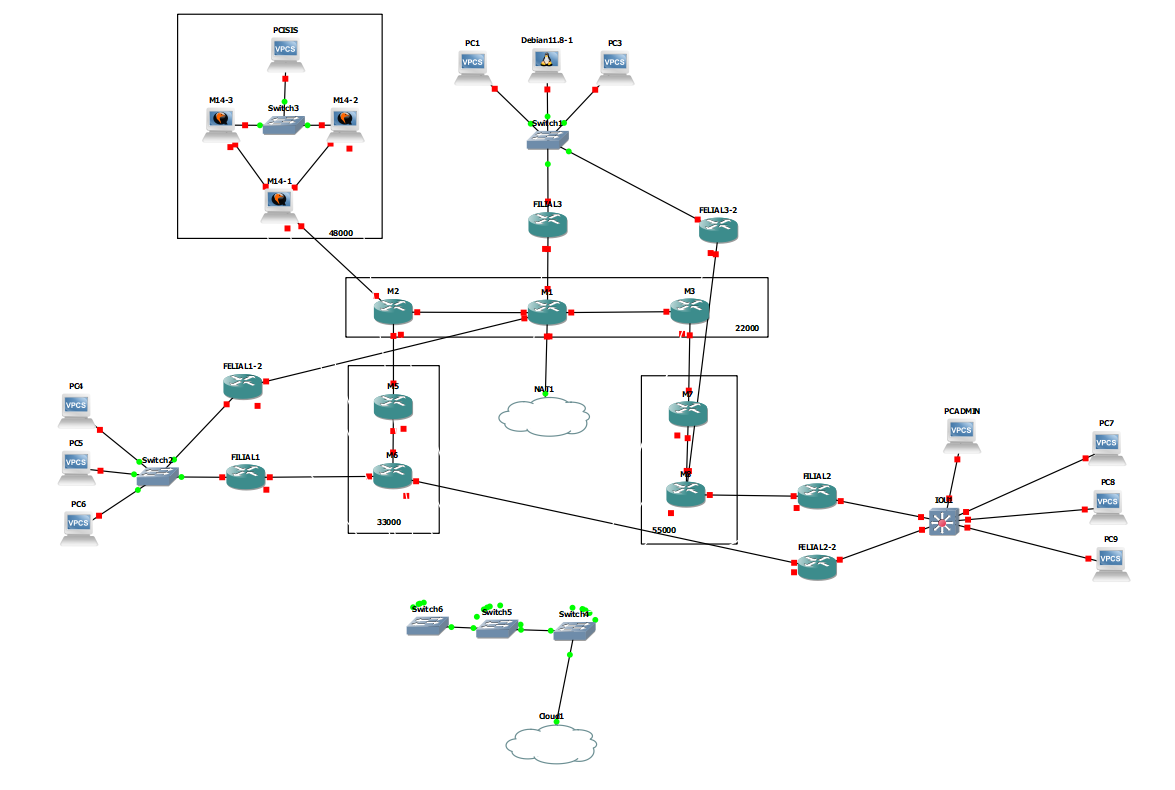 PCISIS
VPCS
M14-3
Switch3
M14-2
M14-1
48000
PC1
VPCS
Debian11.8-1
PC3
VPCS
Switch1
FILIAL3
FELIAL3-2
M2
M1
M3
22000
FELIAL1-2
NAT1
M5
M6
33000
M7
M8
55000
PC4
VPCS
PC5
VPCS
PC6
VPCS
Switch2
FILIAL1
FILIAL2
FELIAL2-2
PCADMIN
VPCS
IOU1
PC7
VPCS
PC8
VPCS
PC9
VPCS
Switch6
Switch5
Switch4
Cloud1